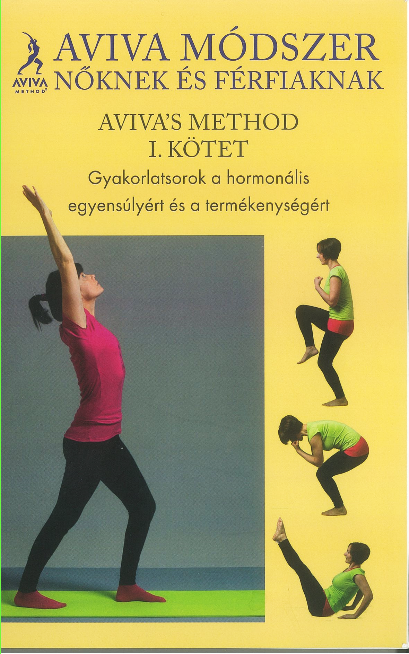 AVIVA MÓDSZER
NŐKNEK ÉS FÉRFIAKNAK
AVIVA
METHOD
AVIVA'S METHOD
I. KÖTET
Gyakorlatsorok a hormonális
egyensúlyért és a termékenységért